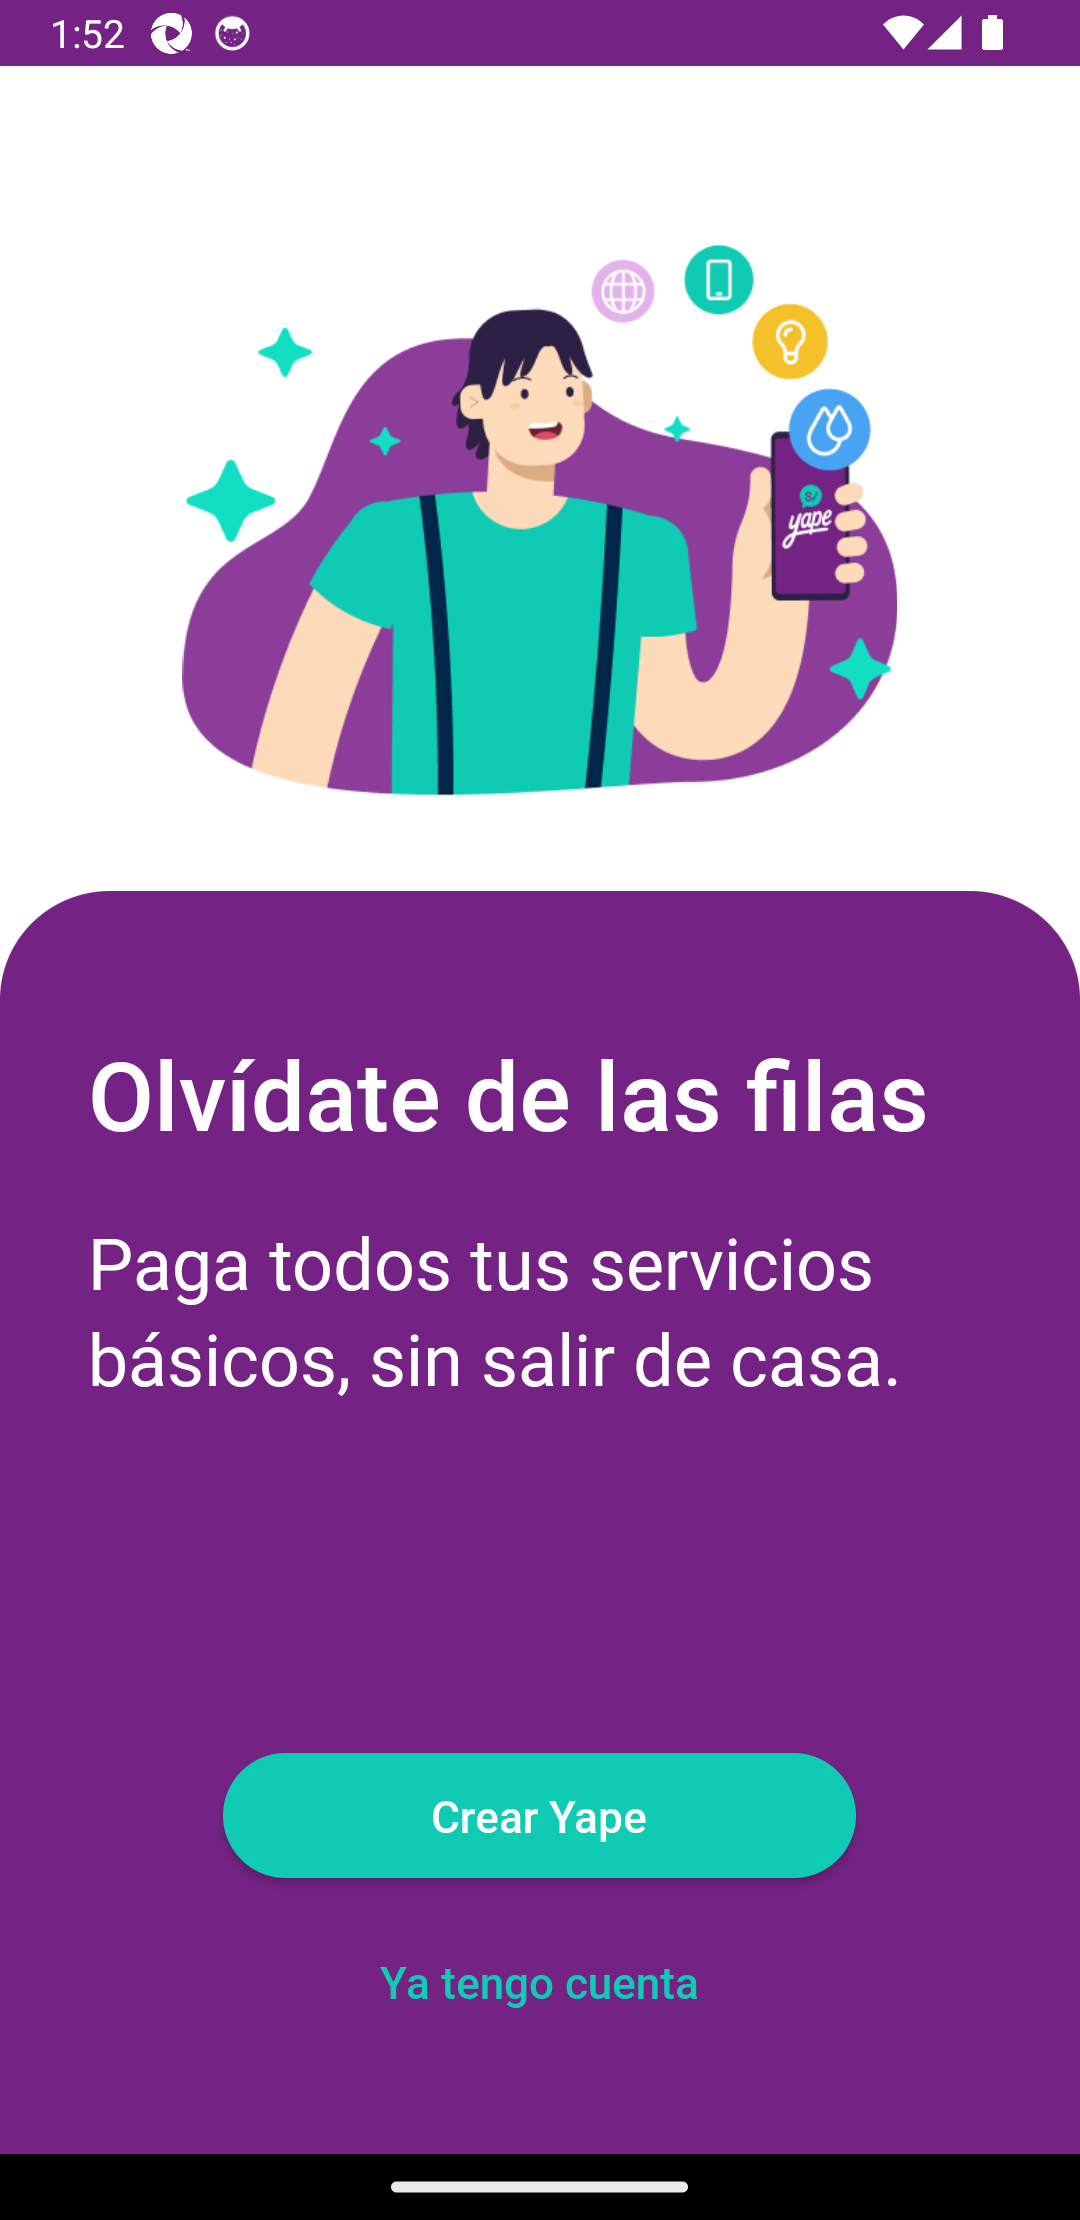 1:52
S/
yape
Olvídate de las filas
Paga todos tus servicios
básicos, sin salir de casa.
Crear Yape
Ya tengo cuenta